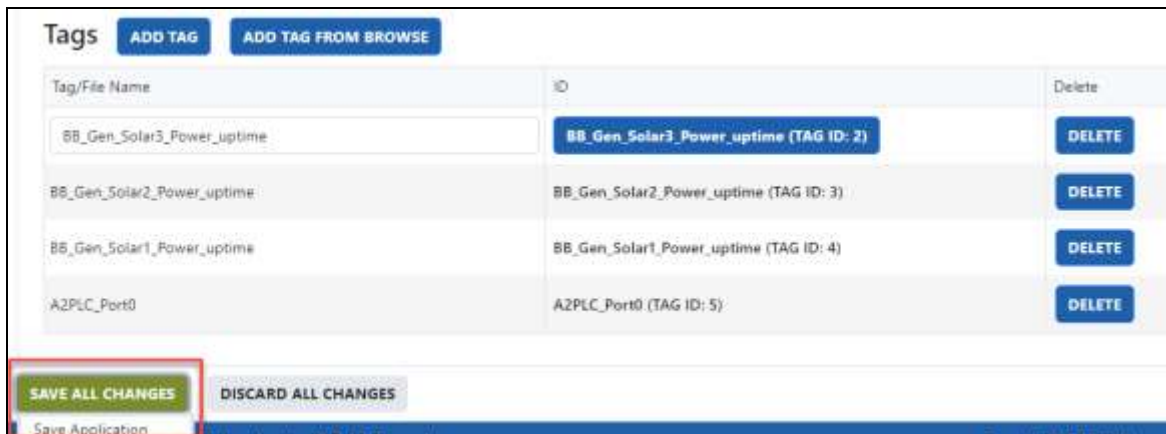 Tags ADD TAG ADD TAG FROM BROWSE
Tag/File Name ID Delete
BB_Gen_Solar3_Power_uptime BB_Gen_Solar3_Power_uptime (TAG ID: 2) DELETE
BB_Gen_Solar2_Power_uptime BB_Gen_Solar2_Power_uptime (TAG ID: 3) DELETE
BB_Gen_Solar1_Power_uptime BB_Gen_Solar1_Power_uptime (TAG ID: 4) DELETE
A2PLC_Port0 A2PLC_Port0 (TAG ID: 5) DELETE
SAVE ALL CHANGES DISCARD ALL CHANGES
Save Application